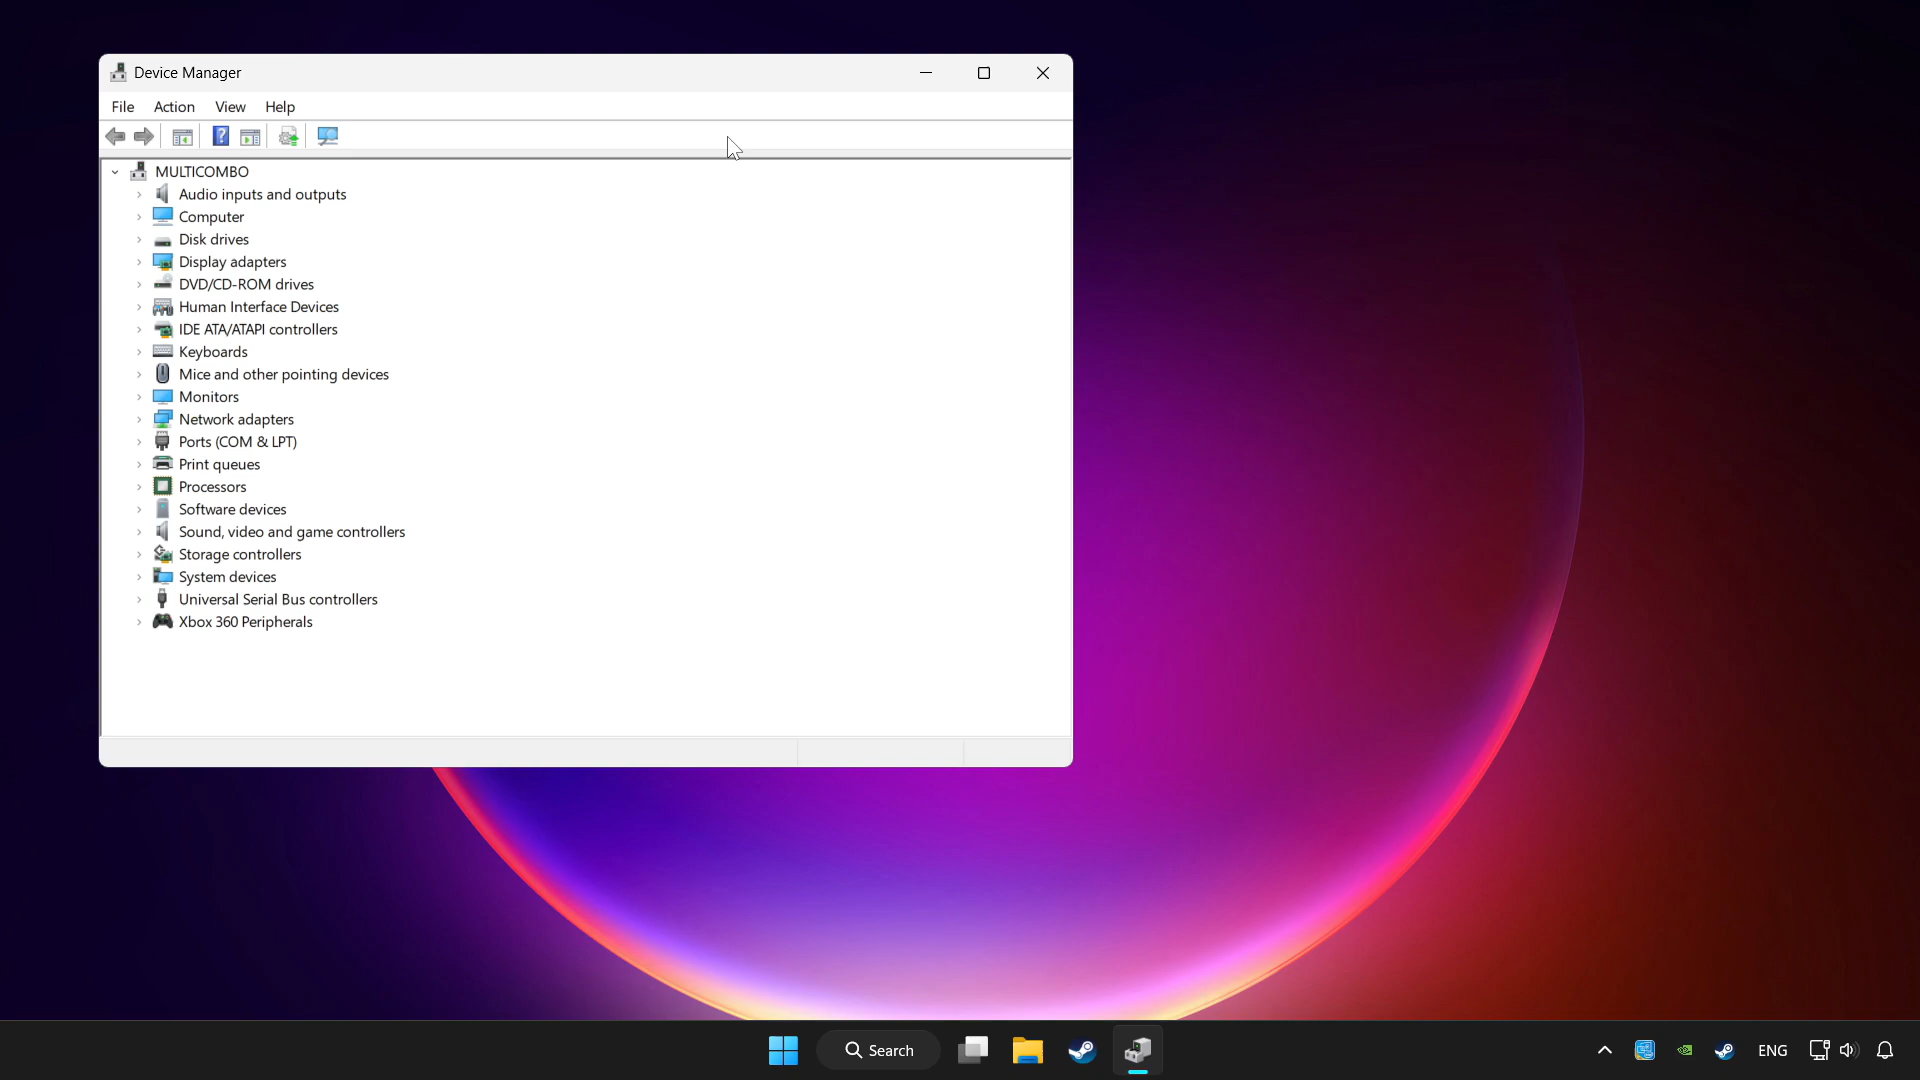 Device Manager
File Action View Help
MULTICOMBO
Audio inputs and outputs
Computer
Disk drives
Display adapters
DVD/CD-ROM drives
Human Interface Devices
IDE ATA/ATAPI controllers
Keyboards
Mice and other pointing devices
Monitors
Network adapters
Ports (COM & LPT)
Print queues
Processors
Software devices
Sound, video and game controllers
Storage controllers
System devices
Universal Serial Bus controllers
Xbox 360 Peripherals
Search
ENG